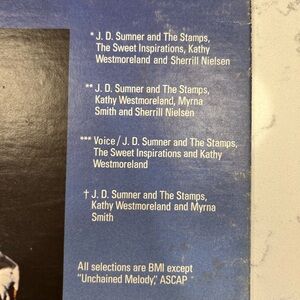 * J. D. Sumner and The Stamps,
The Sweet Inspirations, Kathy
Westmoreland and Sherrill Nielsen
** J. D. Sumner and The Stamps,
Kathy Westmoreland, Myrna
Smith and Sherrill Nielsen
*** Voice / J. D. Sumner and The Stamps,
The Sweet Inspirations and Kathy
Westmoreland
† J. D. Sumner and The Stamps,
Kathy Westmoreland and Myrna
Smith
All selections are BMI except
"Unchained Melody," ASCAP